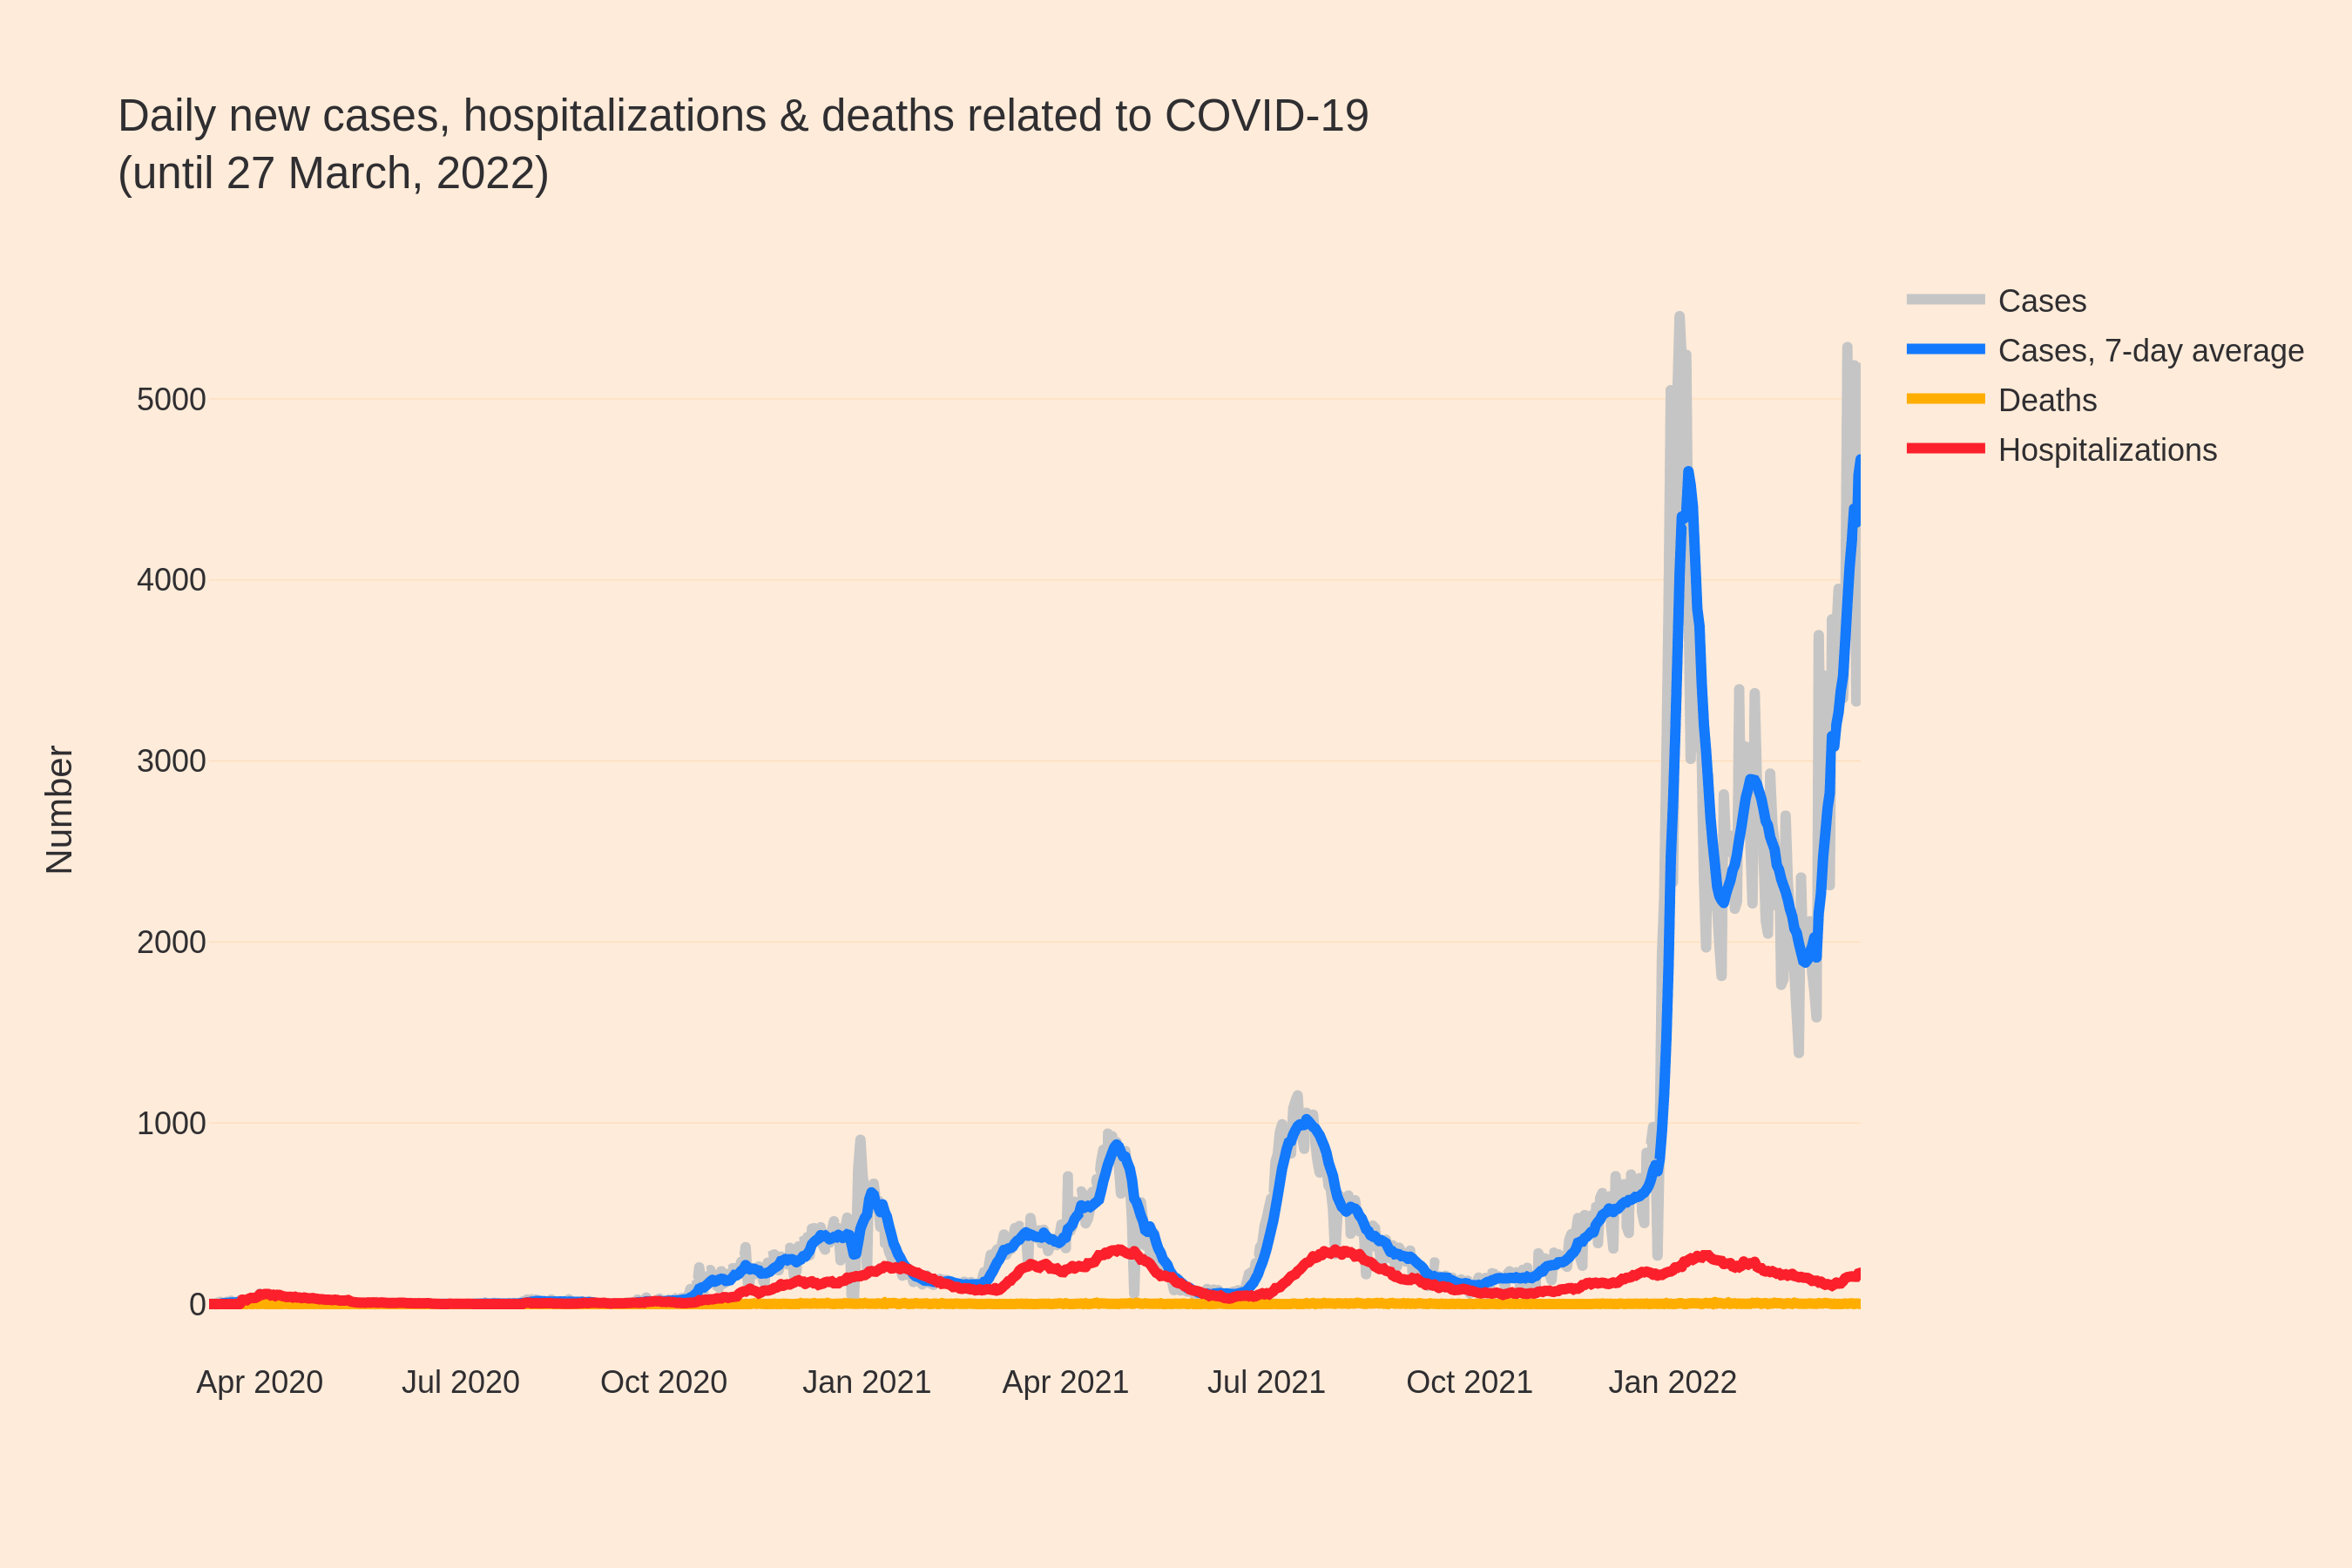 Daily new cases, hospitalizations & deaths related to COVID-19
(until 27 March, 2022)
Cases
Cases, 7-day average
Deaths
Hospitalizations
Number
5000
4000
3000
2000
1000
0
Apr 2020
Jul 2020
Oct 2020
Jan 2021
Apr 2021
Jul 2021
Oct 2021
Jan 2022